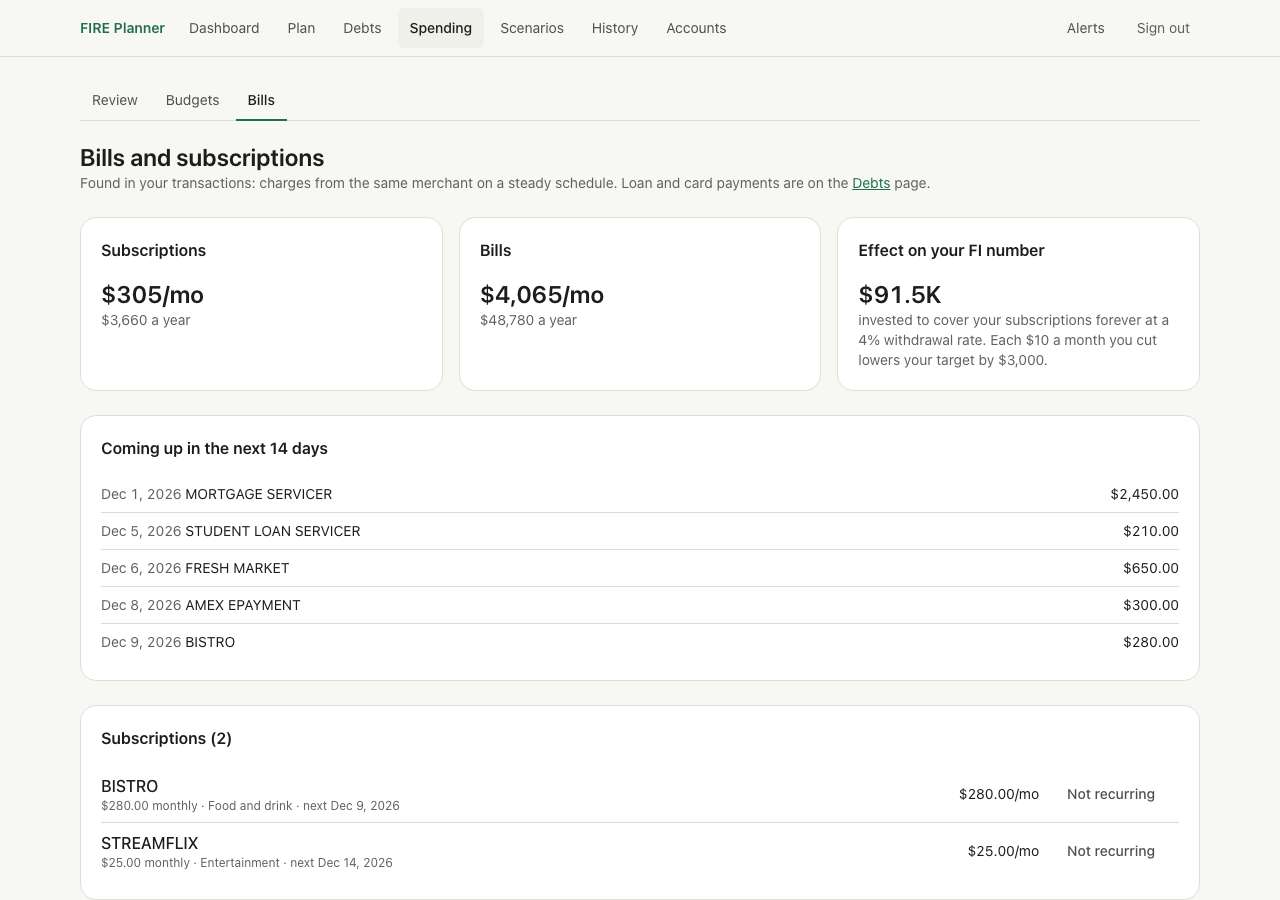 FIRE Planner Dashboard Plan Debts Spending Scenarios History Accounts Alerts Sign out
Review Budgets Bills
Bills and subscriptions
Found in your transactions: charges from the same merchant on a steady schedule. Loan and card payments are on the Debts page.
Subscriptions
$305/mo
$3,660 a year
Bills
$4,065/mo
$48,780 a year
Effect on your FI number
$91.5K
invested to cover your subscriptions forever at a
4% withdrawal rate. Each $10 a month you cut
lowers your target by $3,000.
Coming up in the next 14 days
Dec 1, 2026 MORTGAGE SERVICER $2,450.00
Dec 5, 2026 STUDENT LOAN SERVICER $210.00
Dec 6, 2026 FRESH MARKET $650.00
Dec 8, 2026 AMEX EPAYMENT $300.00
Dec 9, 2026 BISTRO $280.00
Subscriptions (2)
BISTRO
$280.00 monthly · Food and drink · next Dec 9, 2026
$280.00/mo Not recurring
STREAMFLIX
$25.00 monthly · Entertainment · next Dec 14, 2026
$25.00/mo Not recurring